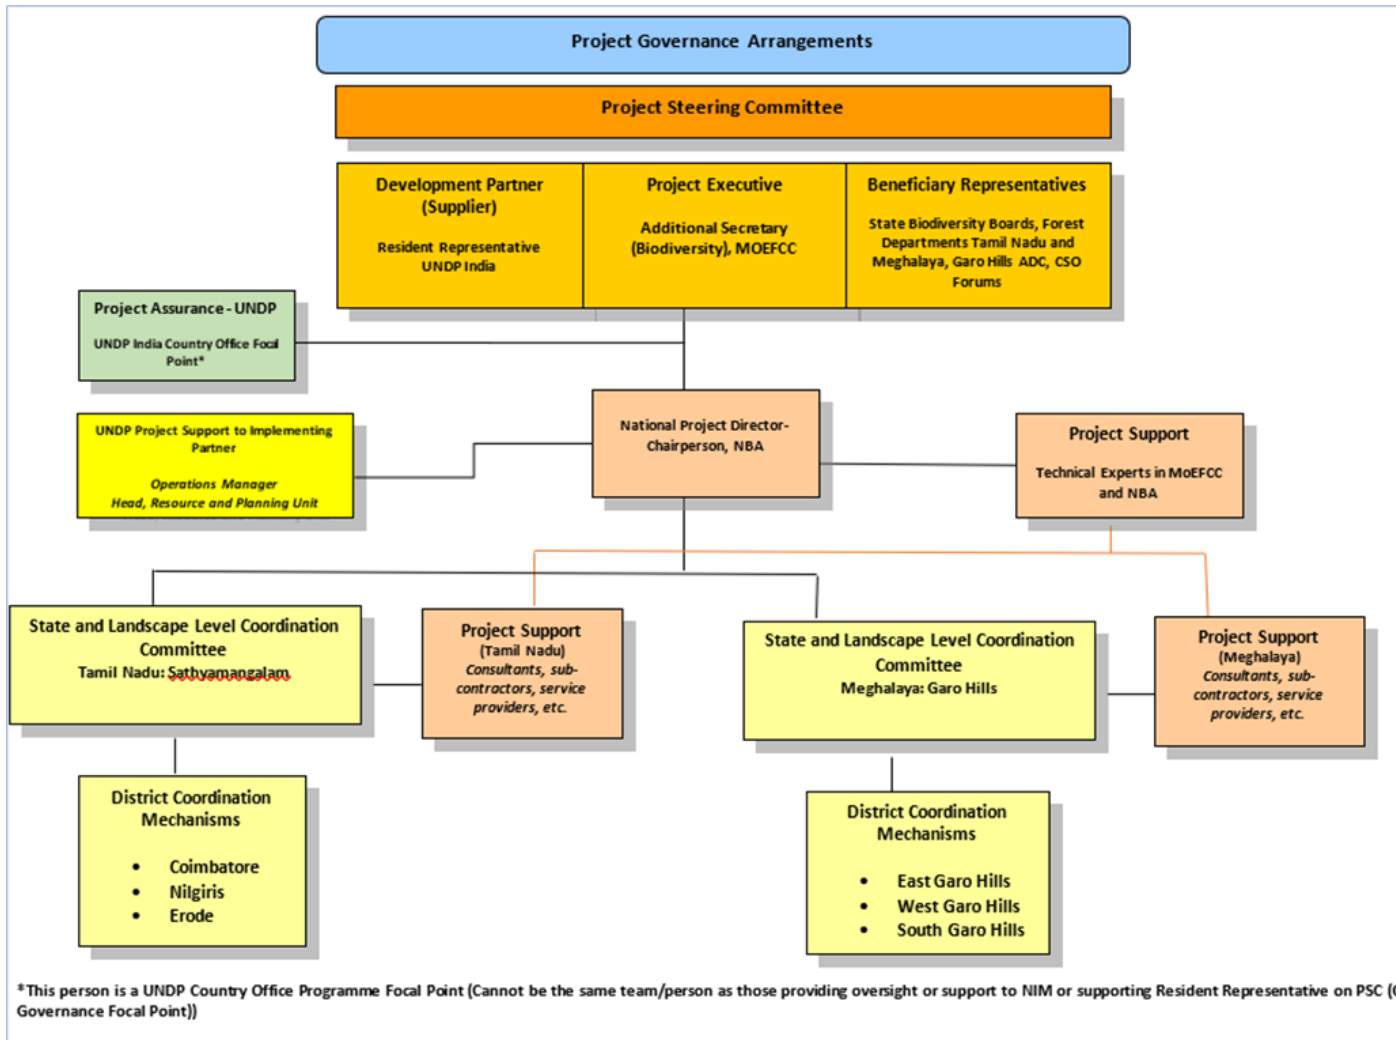 Project Governance Arrangements
Project Steering Committee
Development Partner
(Supplier)
Resident Representative
UNDP India
Project Executive
Additional Secretary
(Biodiversity), MOEFCC
Beneficiary Representatives
State Biodiversity Boards, Forest
Departments Tamil Nadu and
Meghalaya, Garo Hills ADC, CSO
Forums
Project Assurance - UNDP
UNDP India Country Office Focal
Point*
UNDP Project Support to Implementing
Partner
Operations Manager
Head, Resource and Planning Unit
National Project Director-
Chairperson, NBA
Project Support
Technical Experts in MoEFCC
and NBA
State and Landscape Level Coordination
Committee
Tamil Nadu: Sathyamangalam
Project Support
(Tamil Nadu)
Consultants, sub-
contractors, service
providers, etc.
State and Landscape Level Coordination
Committee
Meghalaya: Garo Hills
Project Support
(Meghalaya)
Consultants, sub-
contractors, service
providers, etc.
District Coordination
Mechanisms
• Coimbatore
• Nilgiris
• Erode
District Coordination
Mechanisms
• East Garo Hills
• West Garo Hills
• South Garo Hills
*This person is a UNDP Country Office Programme Focal Point (Cannot be the same team/person as those providing oversight or support to NIM or supporting Resident Representative on PSC (
Governance Focal Point))